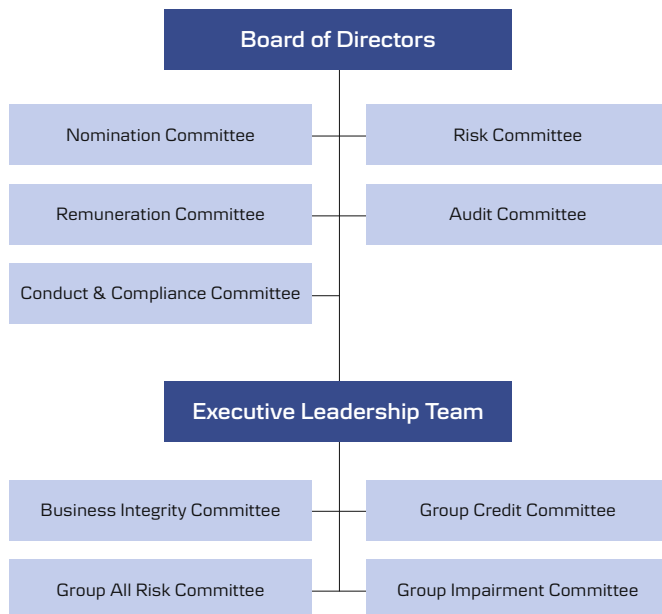 Board of Directors
Nomination Committee
Risk Committee
Remuneration Committee
Audit Committee
Conduct & Compliance Committee
Executive Leadership Team
Business Integrity Committee
Group Credit Committee
Group All Risk Committee
Group Impairment Committee